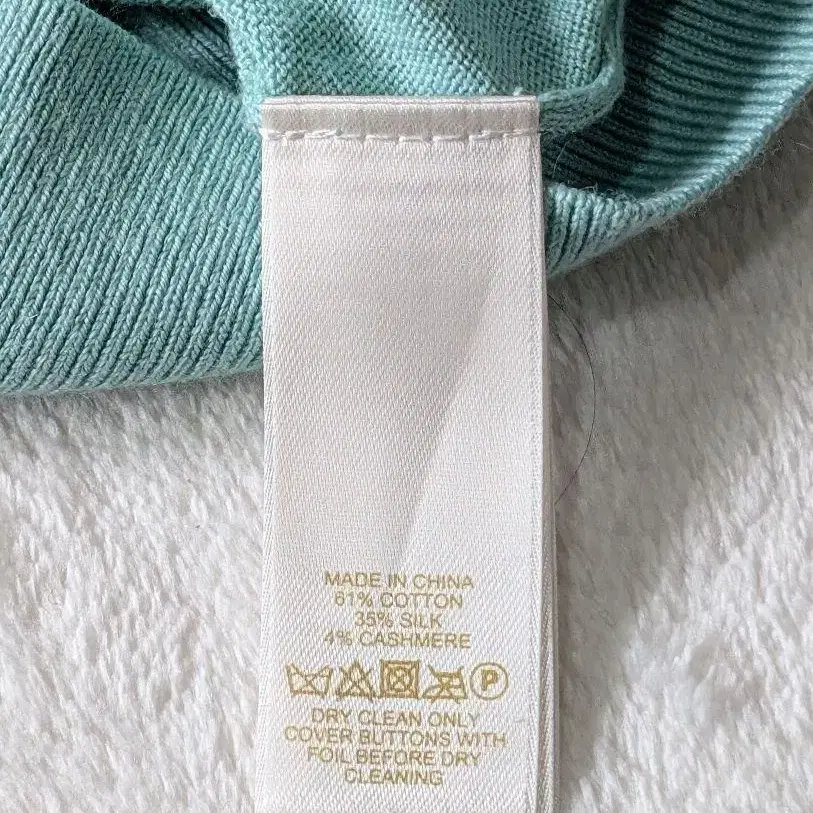 MADE IN CHINA
61% COTTON
35% SILK
4% CASHMERE
P
DRY CLEAN ONLY
COVER BUTTONS WITH
FOIL BEFORE DRY
CLEANING